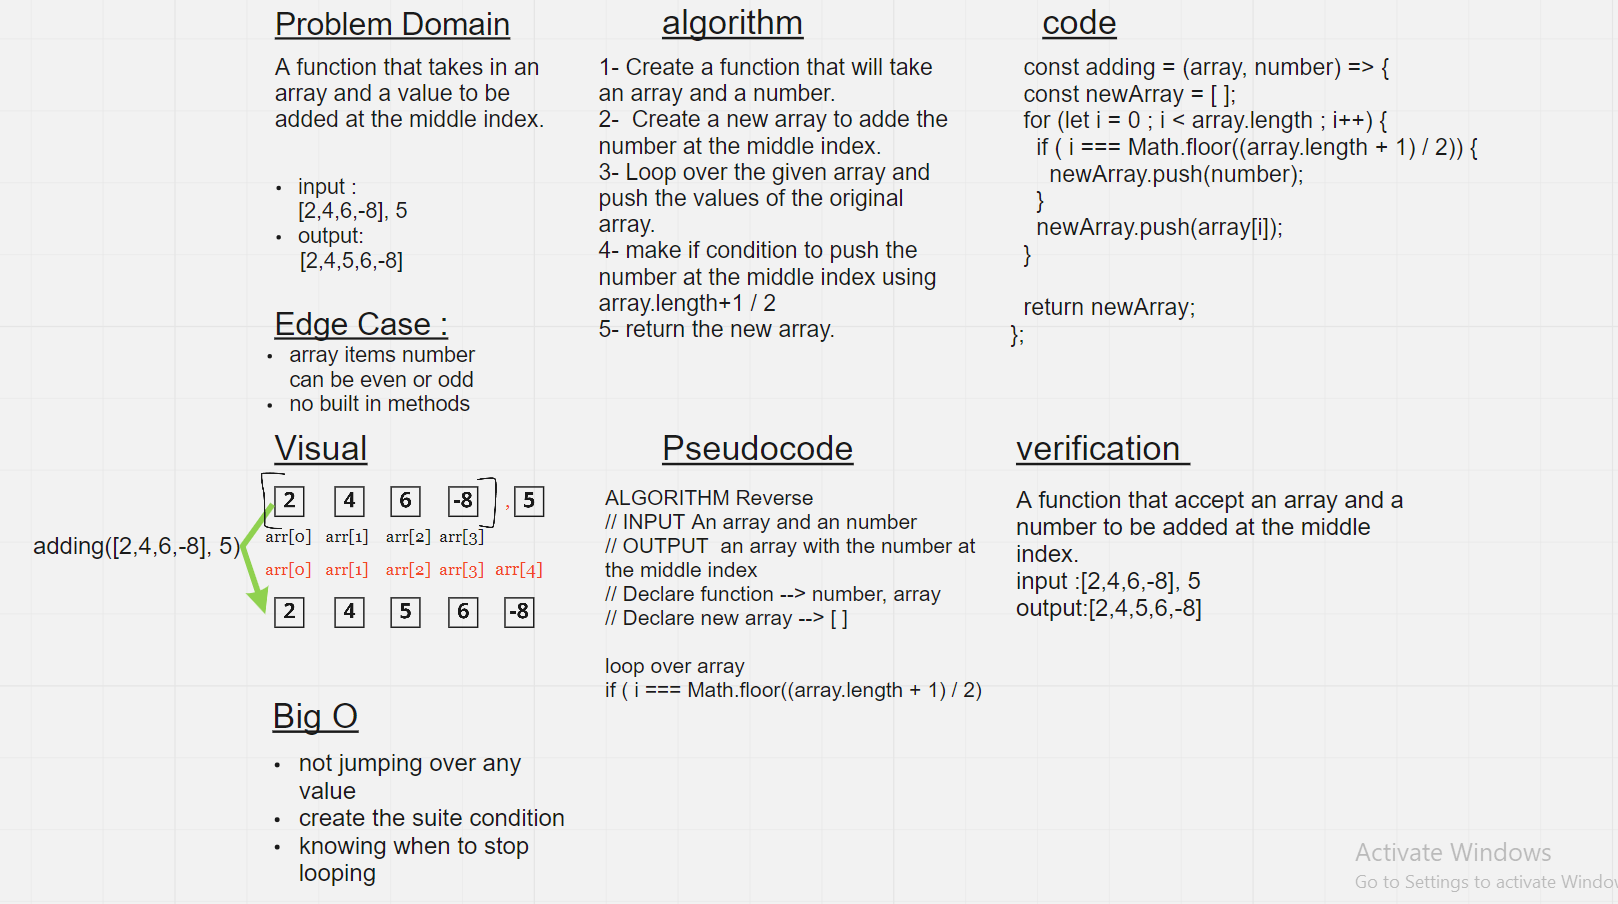 Problem Domain
A function that takes in an
array and a value to be
added at the middle index.
• input :
[2,4,6,-8], 5
• output:
[2,4,5,6,-8]
Edge Case :
• array items number
can be even or odd
• no built in methods
Visual
2 4 6 -8 , 5
arr[0] arr[1] arr[2] arr[3]
adding([2,4,6,-8], 5)
arr[0] arr[1] arr[2] arr[3] arr[4]
2 4 5 6 -8
Big O
• not jumping over any
value
• create the suite condition
• knowing when to stop
looping
algorithm
1- Create a function that will take
an array and a number.
2-  Create a new array to adde the
number at the middle index.
3- Loop over the given array and
push the values of the original
array.
4- make if condition to push the
number at the middle index using
array.length+1 / 2
5- return the new array.
Pseudocode
ALGORITHM Reverse
// INPUT An array and an number
// OUTPUT  an array with the number at
the middle index
// Declare function --> number, array
// Declare new array --> [ ]
loop over array
if ( i === Math.floor((array.length + 1) / 2)
code
const adding = (array, number) => {
const newArray = [ ];
for (let i = 0 ; i < array.length ; i++) {
if ( i === Math.floor((array.length + 1) / 2)) {
newArray.push(number);
}
newArray.push(array[i]);
}
return newArray;
};
verification
A function that accept an array and a
number to be added at the middle
index.
input :[2,4,6,-8], 5
output:[2,4,5,6,-8]
Activate Windows
Go to Settings to activate Windo